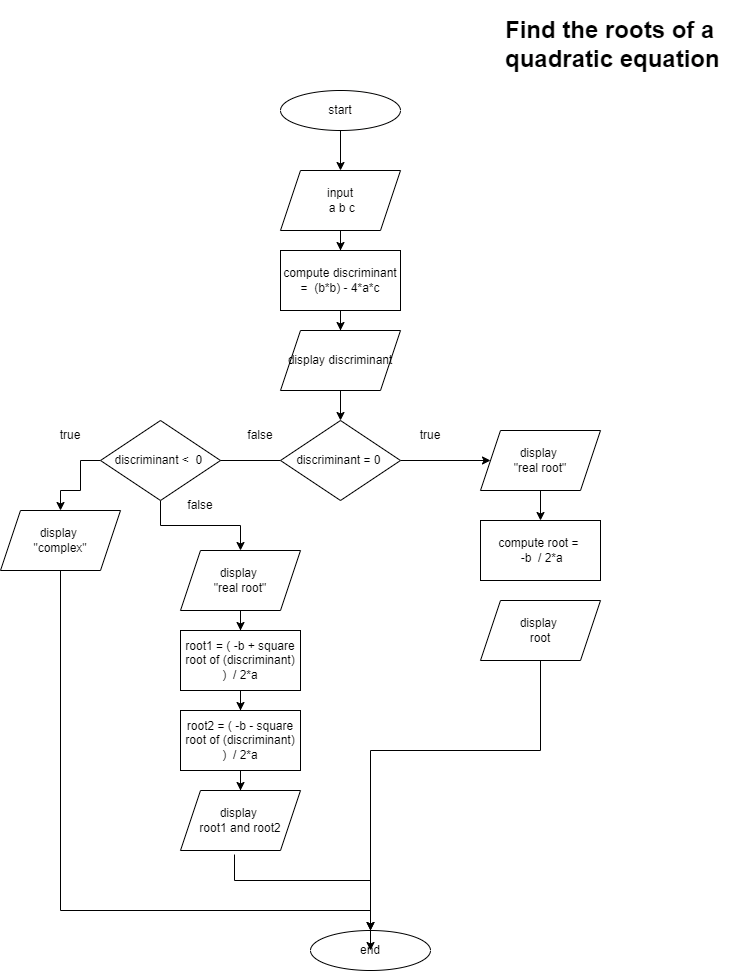 Find the roots of a
quadratic equation
start
input
a b c
compute discriminant
= (b*b) - 4*a*c
display discriminant
true
discriminant < 0
false
discriminant = 0
true
display
"real root"
false
display
"complex"
compute root =
-b / 2*a
display
"real root"
display
root
root1 = ( -b + square
root of (discriminant)
) / 2*a
root2 = ( -b - square
root of (discriminant)
) / 2*a
display
root1 and root2
end